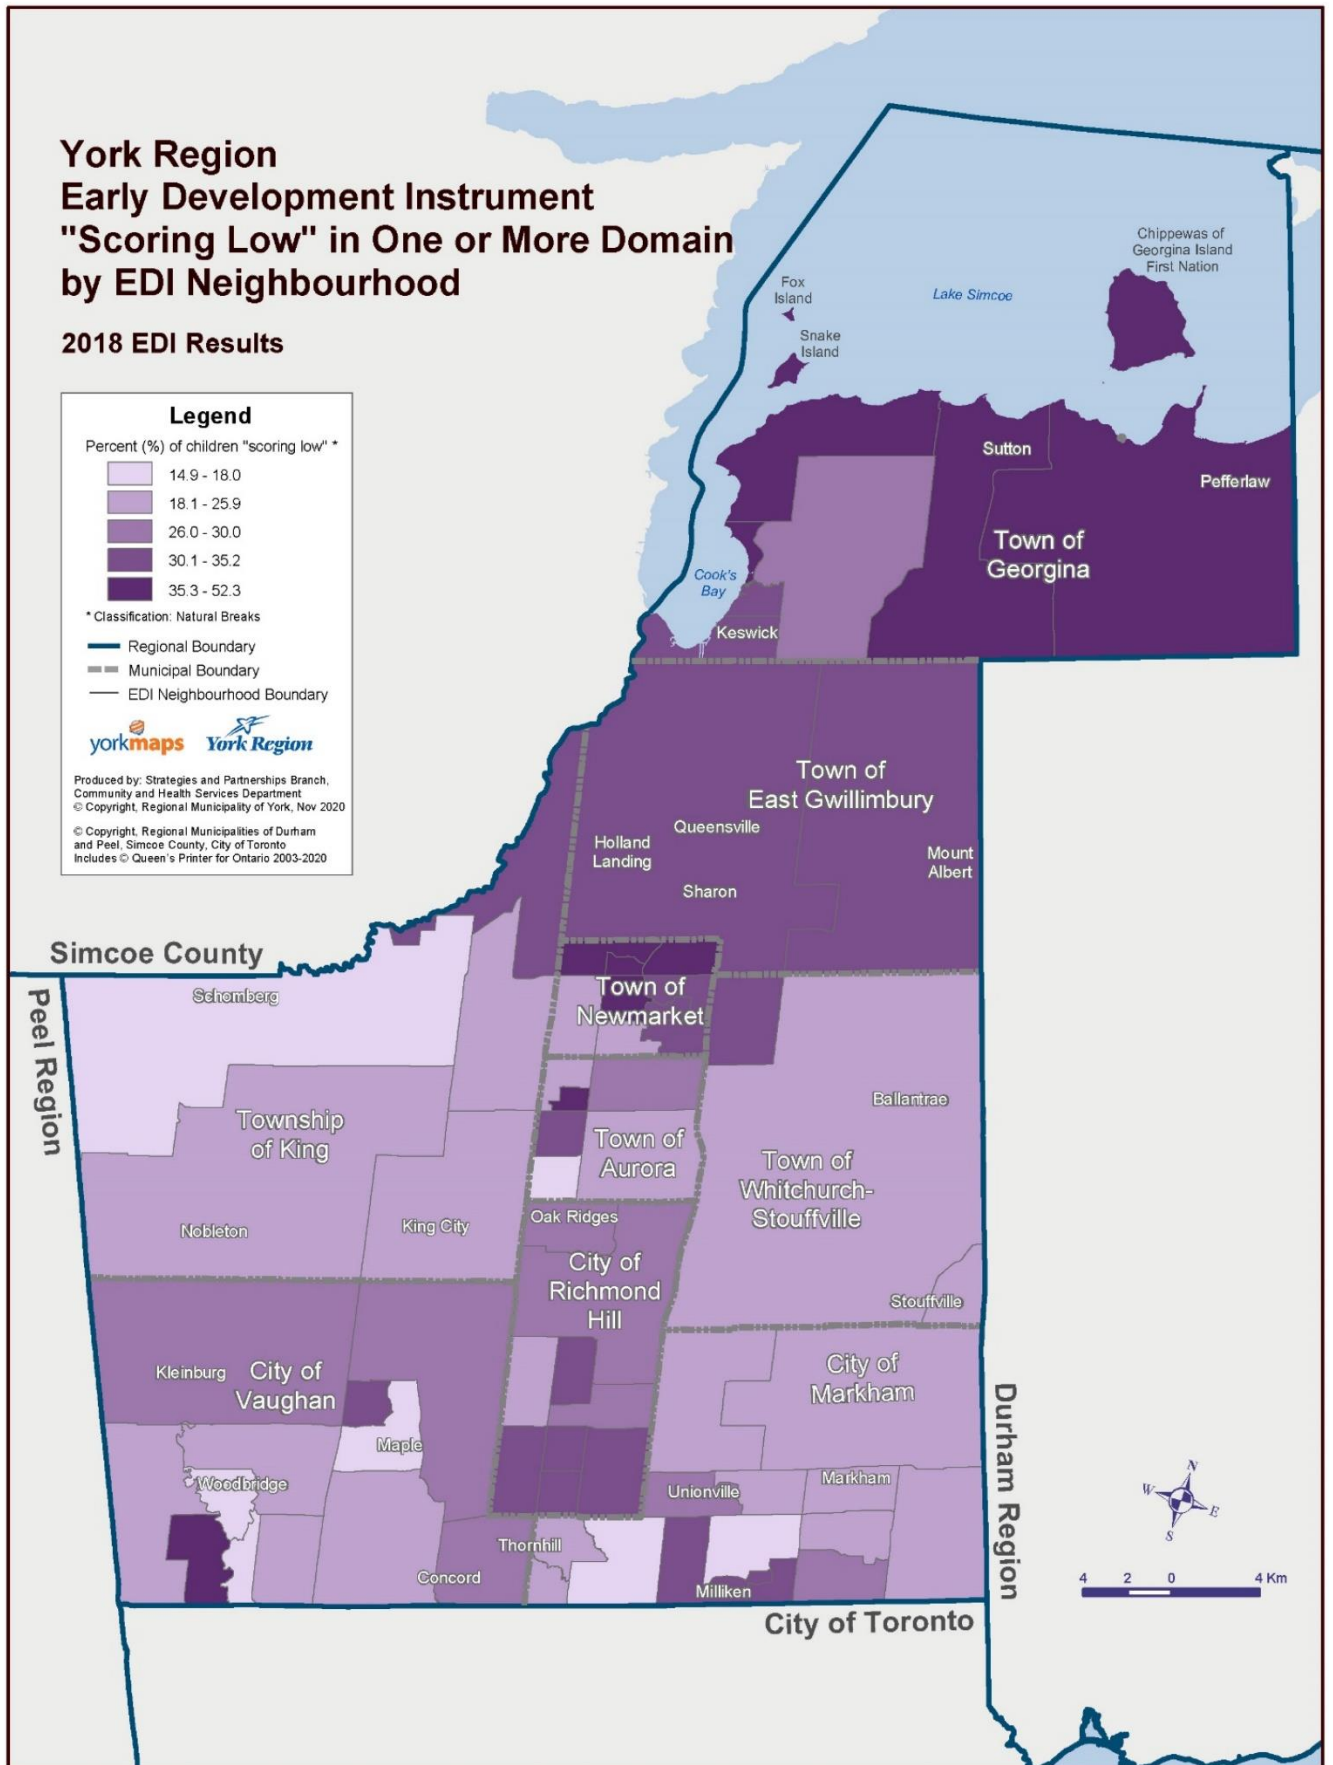 York Region
Early Development Instrument
"Scoring Low" in One or More Domain
by EDI Neighbourhood
2018 EDI Results
Legend
Percent (%) of children "scoring low" *
14.9 - 18.0
18.1 - 25.9
26.0 - 30.0
30.1 - 35.2
35.3 - 52.3
* Classification: Natural Breaks
Regional Boundary
Municipal Boundary
EDI Neighbourhood Boundary
yorkmaps York Region
Produced by: Strategies and Partnerships Branch,
Community and Health Services Department
© Copyright, Regional Municipality of York, Nov 2020
© Copyright, Regional Municipalities of Durham
and Peel, Simcoe County, City of Toronto
Includes © Queen's Printer for Ontario 2003-2020
Chippewas of
Georgina Island
First Nation
Fox
Island
Lake Simcoe
Snake
Island
Sutton
Pefferlaw
Town of
Georgina
Cook's
Bay
Keswick
Town of
East Gwillimbury
Queensville
Holland
Landing
Mount
Albert
Sharon
Simcoe County
Peel Region
Schomberg
Town of
Newmarket
Ballantrae
Township
of King
Town of
Aurora
Town of
Whitchurch-
Stouffville
Nobleton
King City
Oak Ridges
City of
Richmond
Hill
Stouffville
Kleinburg
City of
Vaughan
City of
Markham
Maple
Durham Region
Woodbridge
Unionville
Markham
Thornhill
Concord
Milliken
City of Toronto
N
W
E
S
4 2 0 4 Km